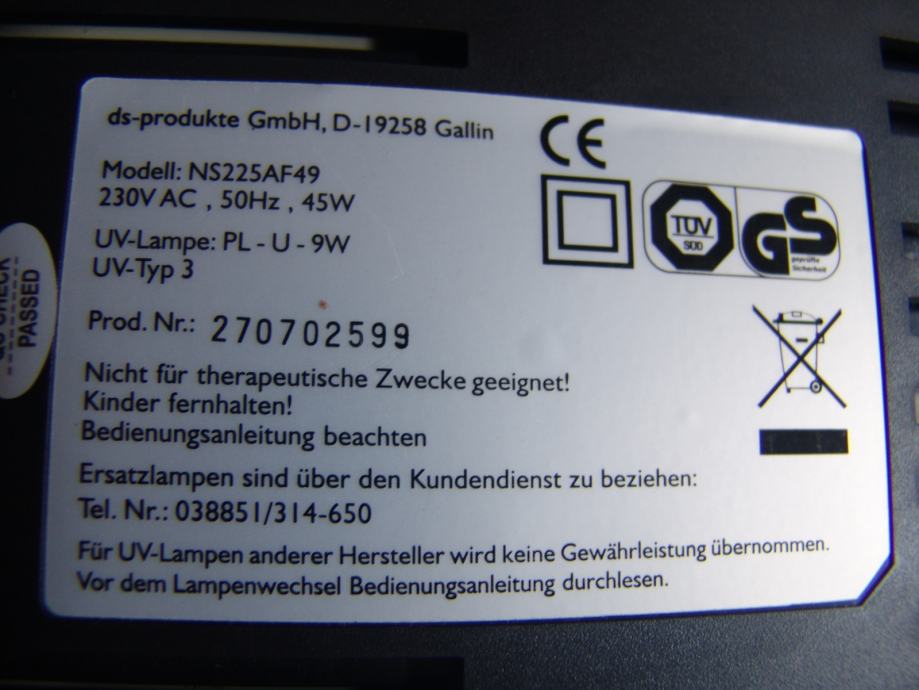 ds-produkte GmbH, D-19258 Gallin
CE
Modell: NS225AF49
230V AC , 50Hz , 45W
TÜV
SÜD
GS
geprüfte
Sicherheit
UV-Lampe: PL - U - 9W
UV-Typ 3
PASSED
Prod. Nr.: 270702599
Nicht für therapeutische Zwecke geeignet!
Kinder fernhalten!
Bedienungsanleitung beachten
Ersatzlampen sind über den Kundendienst zu beziehen:
Tel. Nr.: 038851/314-650
Für UV-Lampen anderer Hersteller wird keine Gewährleistung übernommen.
Vor dem Lampenwechsel Bedienungsanleitung durchlesen.